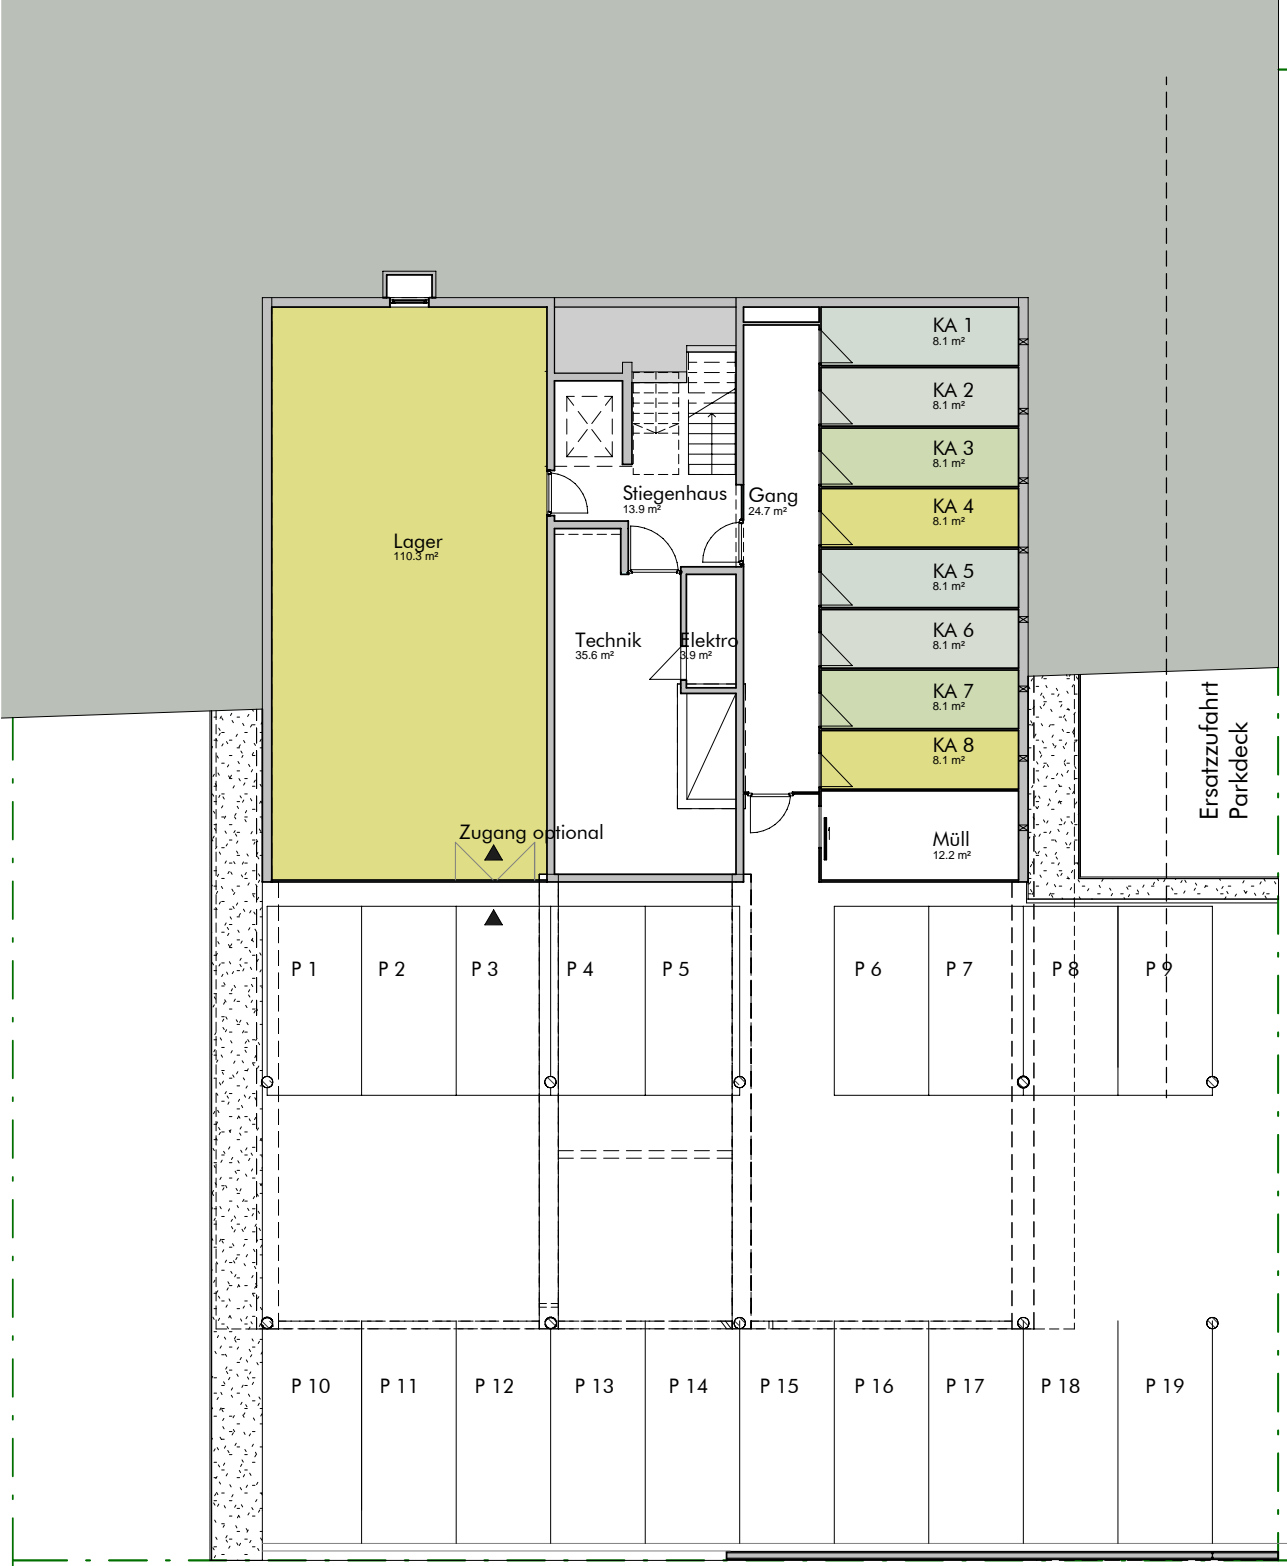 KA 1
8.1 m²
KA 2
8.1 m²
KA 3
8.1 m²
Stiegenhaus
13.9 m²
Gang
24.7 m²
KA 4
8.1 m²
Lager
110.3 m²
KA 5
8.1 m²
Technik
35.6 m²
Elektro
3.9 m²
KA 6
8.1 m²
KA 7
8.1 m²
KA 8
8.1 m²
Ersatzzufahrt
Parkdeck
Zugang optional
Müll
12.2 m²
P 1 P 2 P 3 P 4 P 5 P 6 P 7 P 8 P 9
P 10 P 11 P 12 P 13 P 14 P 15 P 16 P 17 P 18 P 19